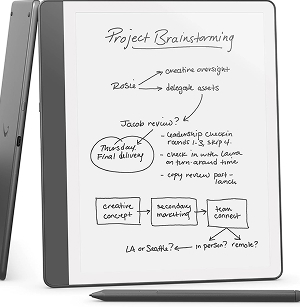 Project Brainstorming
creative oversight
Rosie
delegate assets
Jacob review?
- leadership checkin
rounds 1-3, skip 4
Thursday,
Final delivery
- check in with Laura
on turn-around time
- copy review post-
launch
creative
concept
secondary
marketing
team
connect
LA or Seattle?
in person?
remote?